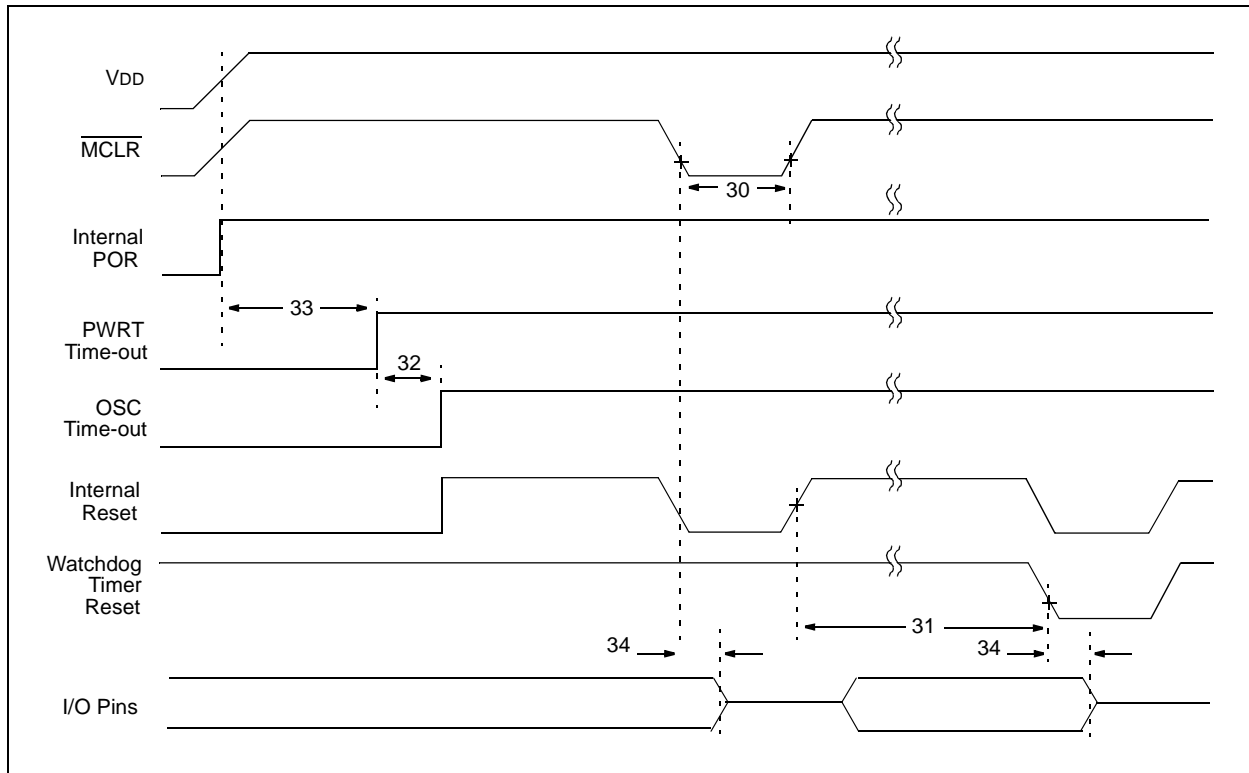 VDD
MCLR
30
Internal
POR
33
PWRT
Time-out
32
OSC
Time-out
Internal
Reset
Watchdog
Timer
Reset
31
34
34
I/O Pins